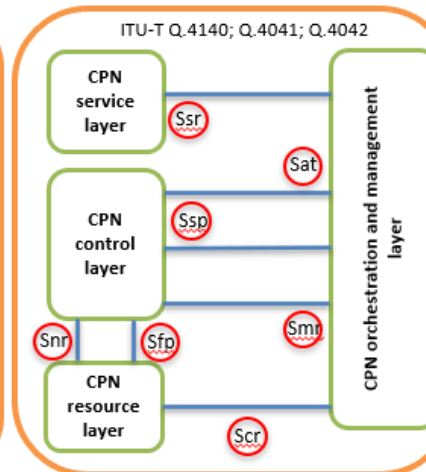 ITU-T Q.4140; Q.4041; Q.4042
CPN
service
layer
Ssr
Sat
CPN
control
layer
Ssp
CPN orchestration and management
layer
Snr
Sfp
Smr
CPN
resource
layer
Scr